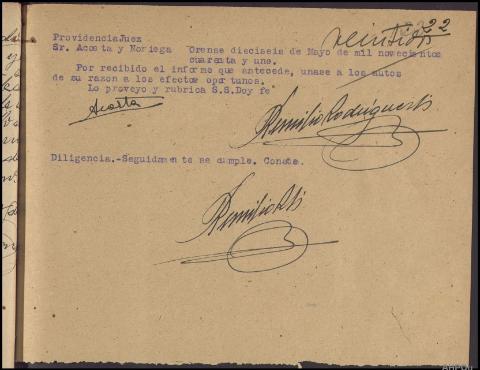 22
veintidós
Providencia Juez
Sr. Acosta y Noriega Orense dieciseis de Mayo de mil novecientos
cuarenta y uno.
Por recibido el informe que antecede, unase a los autos
de su razon a los efectos oportunos.
Lo proveyo y rubrica S.S. Doy fe
Acosta
Remilio Rodriguez
Diligencia.-Seguidamente se cumple. Conste.